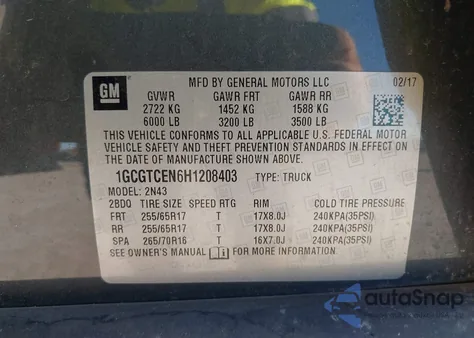 GM
MFD BY GENERAL MOTORS LLC
02/17
GVWR GAWR FRT GAWR RR
2722 KG 1452 KG 1588 KG
6000 LB 3200 LB 3500 LB
THIS VEHICLE CONFORMS TO ALL APPLICABLE U.S. FEDERAL MOTOR
VEHICLE SAFETY AND THEFT PREVENTION STANDARDS IN EFFECT ON
THE DATE OF MANUFACTURE SHOWN ABOVE.
1GCGTCEN6H1208403 TYPE: TRUCK
MODEL: 2N43
2BDQ TIRE SIZE SPEED RTG RIM COLD TIRE PRESSURE
FRT 255/65R17 T 17X8.0J 240KPA(35PSI)
RR 255/65R17 T 17X8.0J 240KPA(35PSI)
SPA 265/70R16 T 16X7.0J 240KPA(35PSI)
SEE OWNER'S MANUAL FOR MORE INFORMATION.
autoSnap